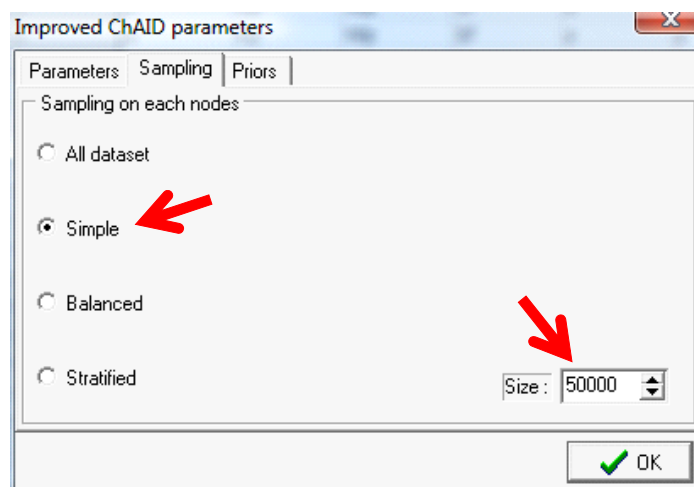 Improved ChAID parameters
Parameters Sampling Priors
Sampling on each nodes
All dataset
Simple
Balanced
Stratified
Size : 50000
OK